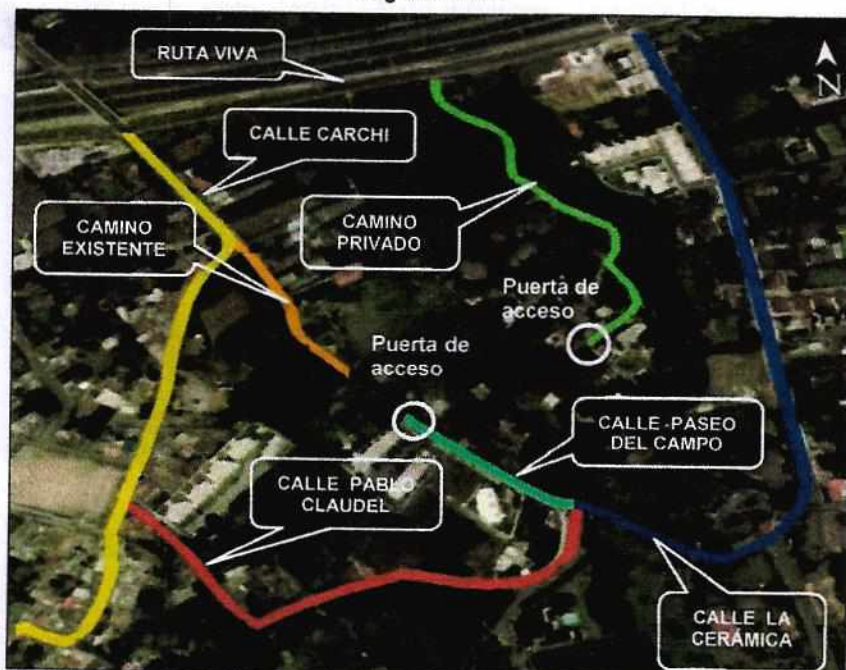 RUTA VIVA
N
CALLE CARCHI
CAMINO
EXISTENTE
CAMINO
PRIVADO
Puerta de
acceso
Puerta de
acceso
CALLE -PASEO
DEL CAMPO
CALLE PABLO
CLAUDEL
CALLE LA
CERÁMICA